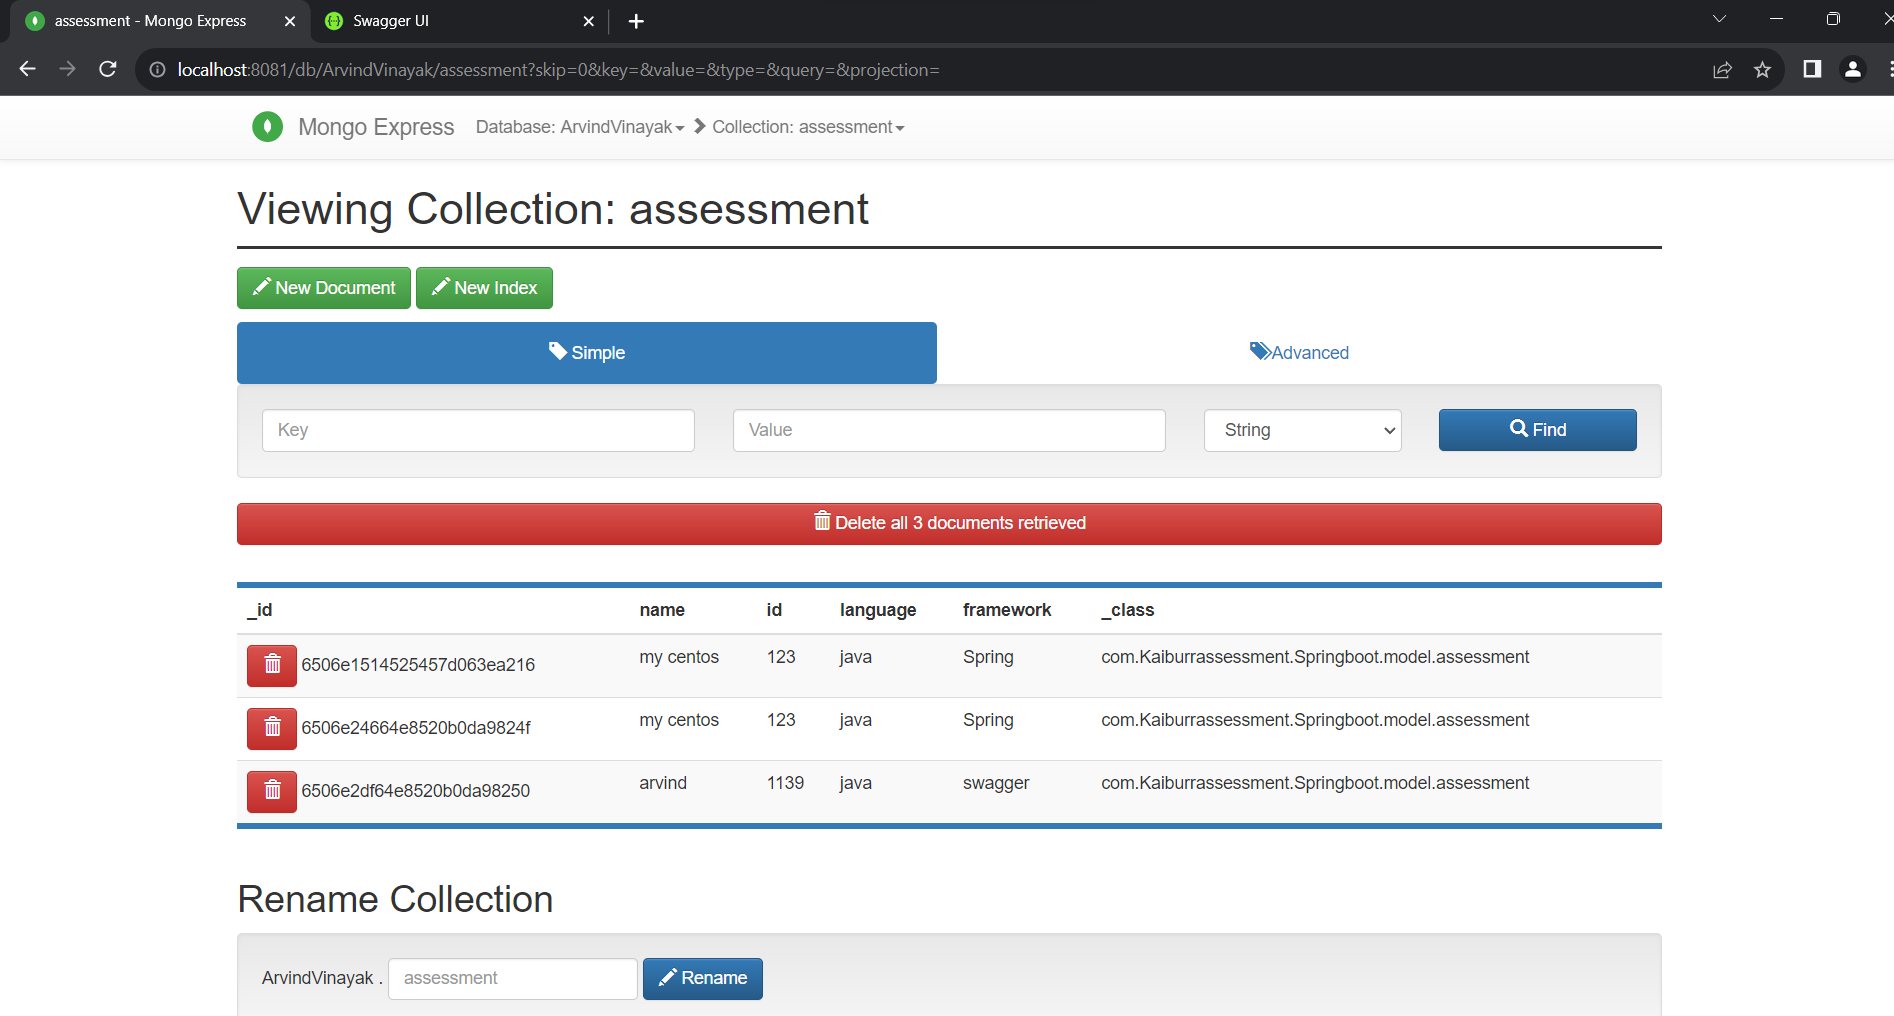 assessment - Mongo Express
Swagger UI
localhost:8081/db/ArvindVinayak/assessment?skip=0&key=&value=&type=&query=&projection=
Mongo Express Database: ArvindVinayak Collection: assessment
Viewing Collection: assessment
New Document New Index
Simple Advanced
Key Value String Find
Delete all 3 documents retrieved
_id name id language framework _class
6506e1514525457d063ea216 my centos 123 java Spring com.Kaiburrassessment.Springboot.model.assessment
6506e24664e8520b0da9824f my centos 123 java Spring com.Kaiburrassessment.Springboot.model.assessment
6506e2df64e8520b0da98250 arvind 1139 java swagger com.Kaiburrassessment.Springboot.model.assessment
Rename Collection
ArvindVinayak . assessment Rename